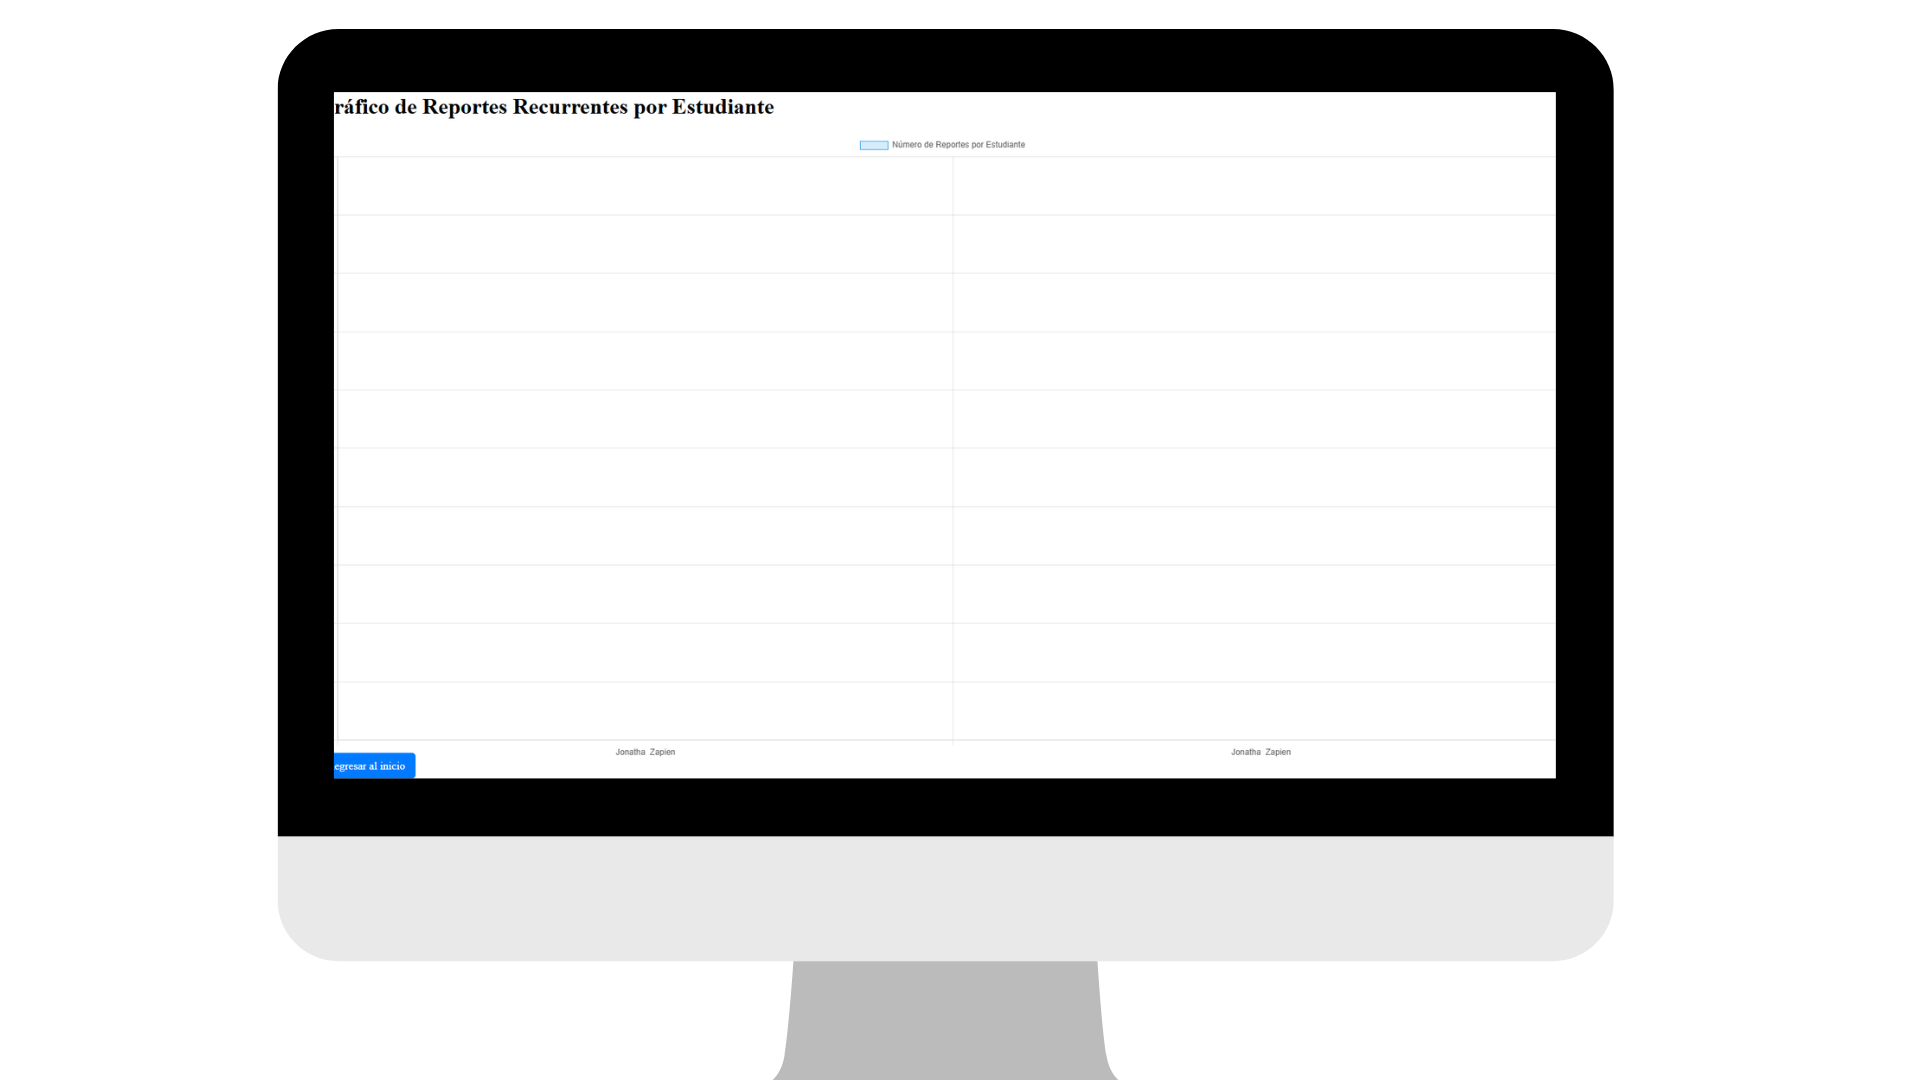 ráfico de Reportes Recurrentes por Estudiante
Número de Reportes por Estudiante
Jonatha Zapien
Jonatha Zapien
egresar al inicio